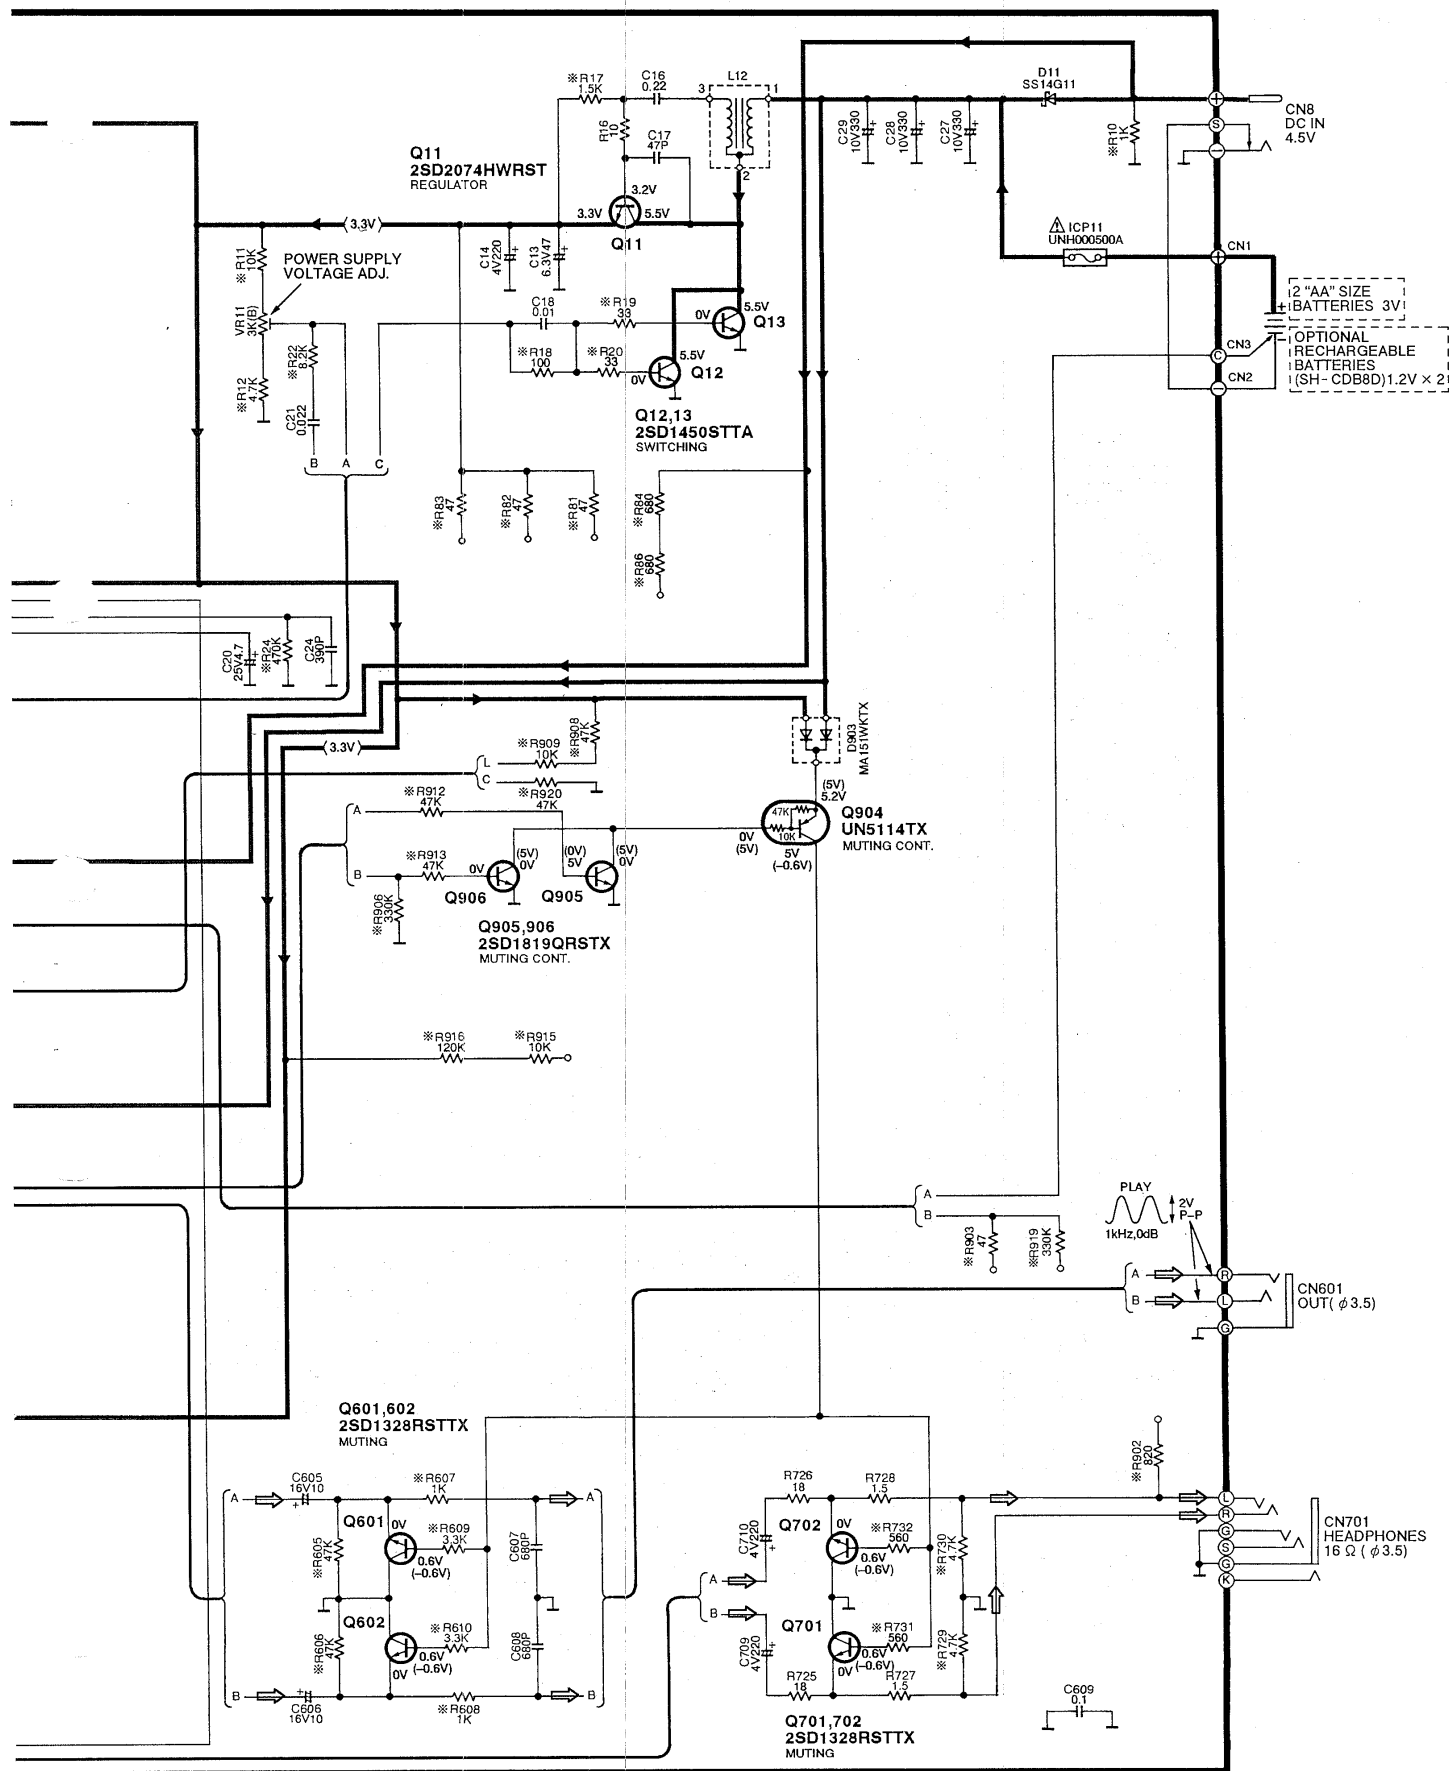 D11
SS14G11
L12
3
1
2
※R17
1.5K
C16
0.22
R16
10
C17
47P
C29
10V330
C28
10V330
C27
10V330
※R10
1K
+
S
−
CN8
DC IN
4.5V
Q11
2SD2074HWRST
REGULATOR
3.2V
3.3V
5.5V
Q11
(3.3V)
C14
4V220
C13
6.3V47
⚠ ICP11
UNH000500A
+
CN1
※R11
10K
POWER SUPPLY
VOLTAGE ADJ.
VR11
3K(B)
※R22
8.2K
※R12
4.7K
C21
0.022
B A C
C18
0.01
※R19
33
※R18
100
※R20
33
0V
5.5V
Q13
5.5V
Q12
0V
Q12,13
2SD1450STTA
SWITCHING
2 "AA" SIZE
BATTERIES 3V
+
−
OPTIONAL
RECHARGEABLE
BATTERIES
(SH-CDB8D)1.2V × 2
CN3
C
CN2
−
※R83
47
※R82
47
※R81
47
※R84
680
※R86
680
C20
25V4.7
※R24
470K
C24
390P
(3.3V)
※R908
47K
※R909
10K
L
C
※R920
47K
D903
MA151WKTX
(5V)
5.2V
47K
10K
Q904
UN5114TX
MUTING CONT.
0V
(5V)
5V
(−0.6V)
A
※R912
47K
B
※R913
47K
※R906
330K
0V
(5V)
0V
Q906
(0V)
5V
(5V)
0V
Q905
Q905,906
2SD1819QRSTX
MUTING CONT.
※R916
120K
※R915
10K
A
B
※R903
47
※R919
330K
PLAY
2V
P-P
1kHz,0dB
A
B
R
L
G
CN601
OUT( φ3.5)
Q601,602
2SD1328RSTTX
MUTING
A
C605
16V10
※R607
1K
A
Q601
0V
※R609
3.3K
0.6V
(−0.6V)
※R605
47K
C607
680P
Q602
※R606
47K
※R610
3.3K
0.6V
(−0.6V)
0V
C608
680P
B
C606
16V10
※R608
1K
B
R726
18
R728
1.5
C710
4V220
Q702
0V
※R732
560
0.6V
(−0.6V)
※R730
4.7K
A
B
Q701
※R731
560
0.6V
(−0.6V)
0V
※R729
4.7K
C709
4V220
R725
18
R727
1.5
Q701,702
2SD1328RSTTX
MUTING
※R902
820
L
R
G
S
G
K
CN701
HEADPHONES
16 Ω ( φ3.5)
C609
0.1